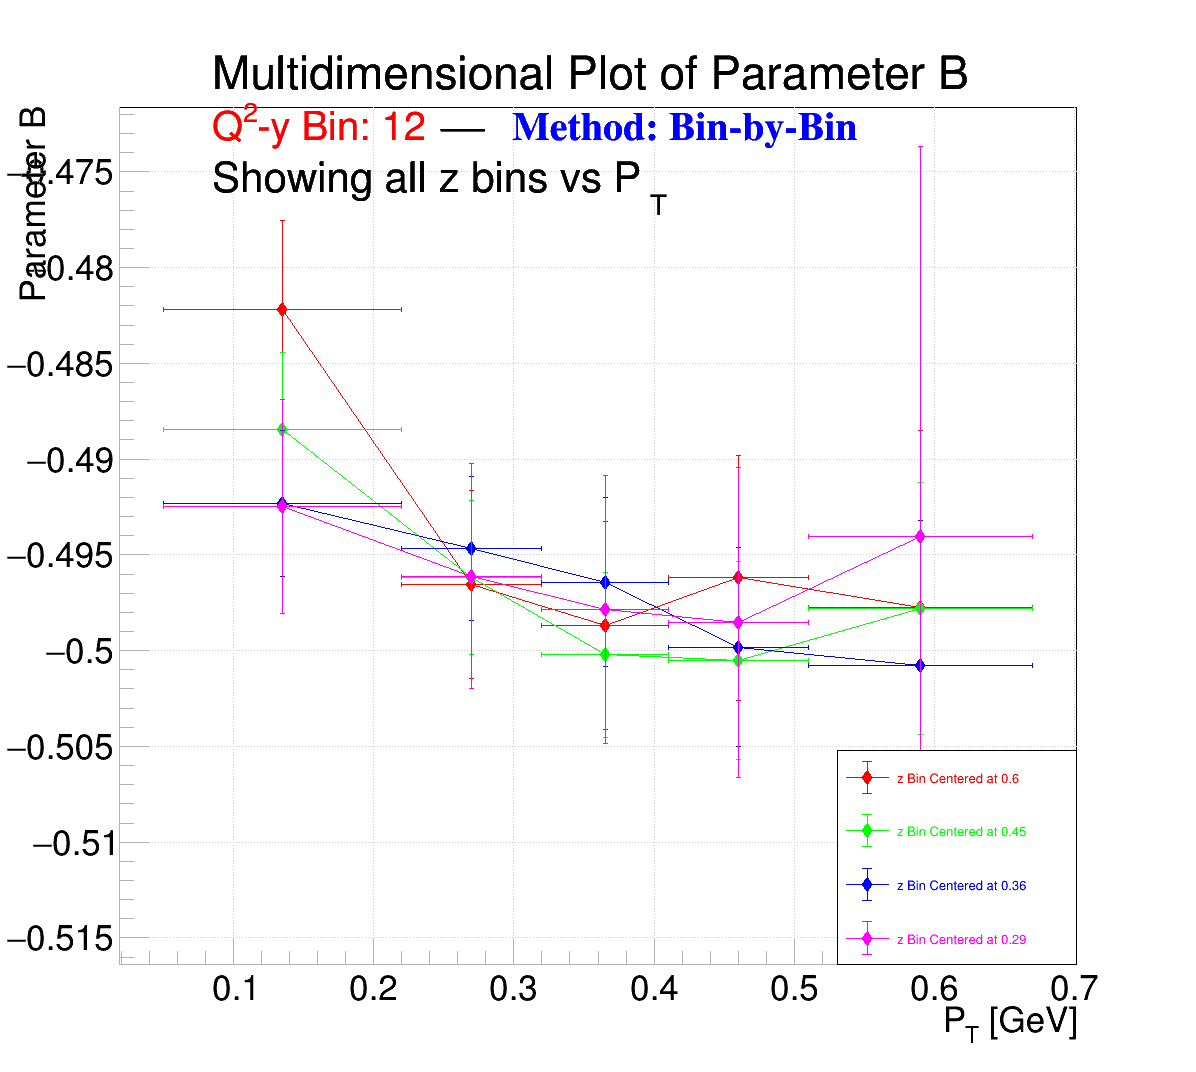 Multidimensional Plot of Parameter B
Q²-y Bin: 12 — Method: Bin-by-Bin
Showing all z bins vs P_T
Parameter B
−0.475
−0.48
−0.485
−0.49
−0.495
−0.5
−0.505
−0.51
−0.515
z Bin Centered at 0.6
z Bin Centered at 0.45
z Bin Centered at 0.36
z Bin Centered at 0.29
0.1 0.2 0.3 0.4 0.5 0.6 0.7
P_T [GeV]